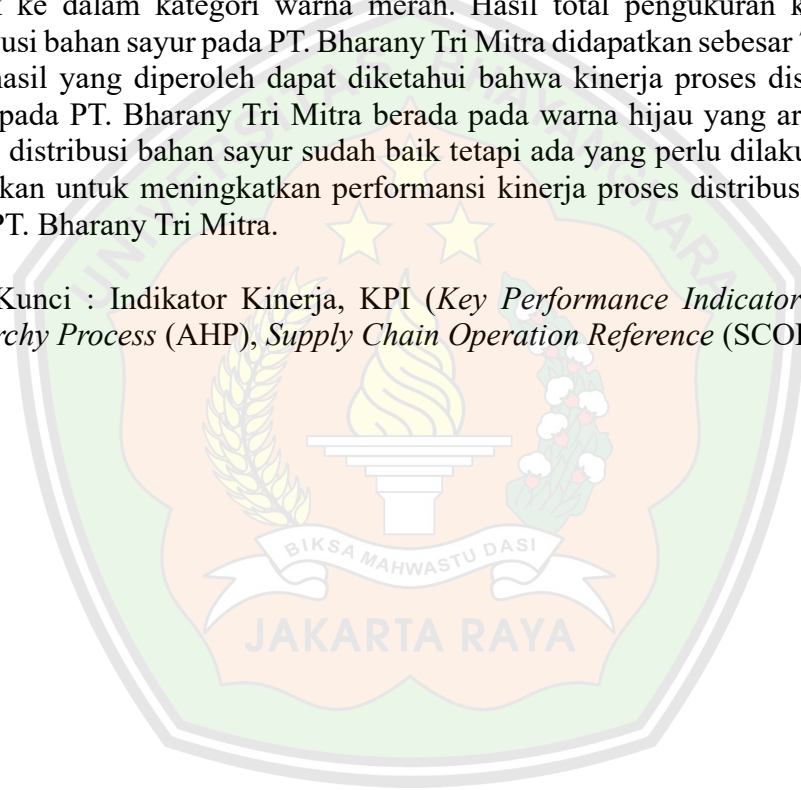 ke dalam kategori warna merah. Hasil total pengukuran k
usi bahan sayur pada PT. Bharany Tri Mitra didapatkan sebesar
hasil yang diperoleh dapat diketahui bahwa kinerja proses dis
pada PT. Bharany Tri Mitra berada pada warna hijau yang ar
distribusi bahan sayur sudah baik tetapi ada yang perlu dilaku
kan untuk meningkatkan performansi kinerja proses distribus
PT. Bharany Tri Mitra.
Kunci : Indikator Kinerja, KPI (Key Performance Indicator
rchy Process (AHP), Supply Chain Operation Reference (SCOR
UNIVERSITAS BHAYANGKARA
BIKSA MAHWASTU DASI
JAKARTA RAYA